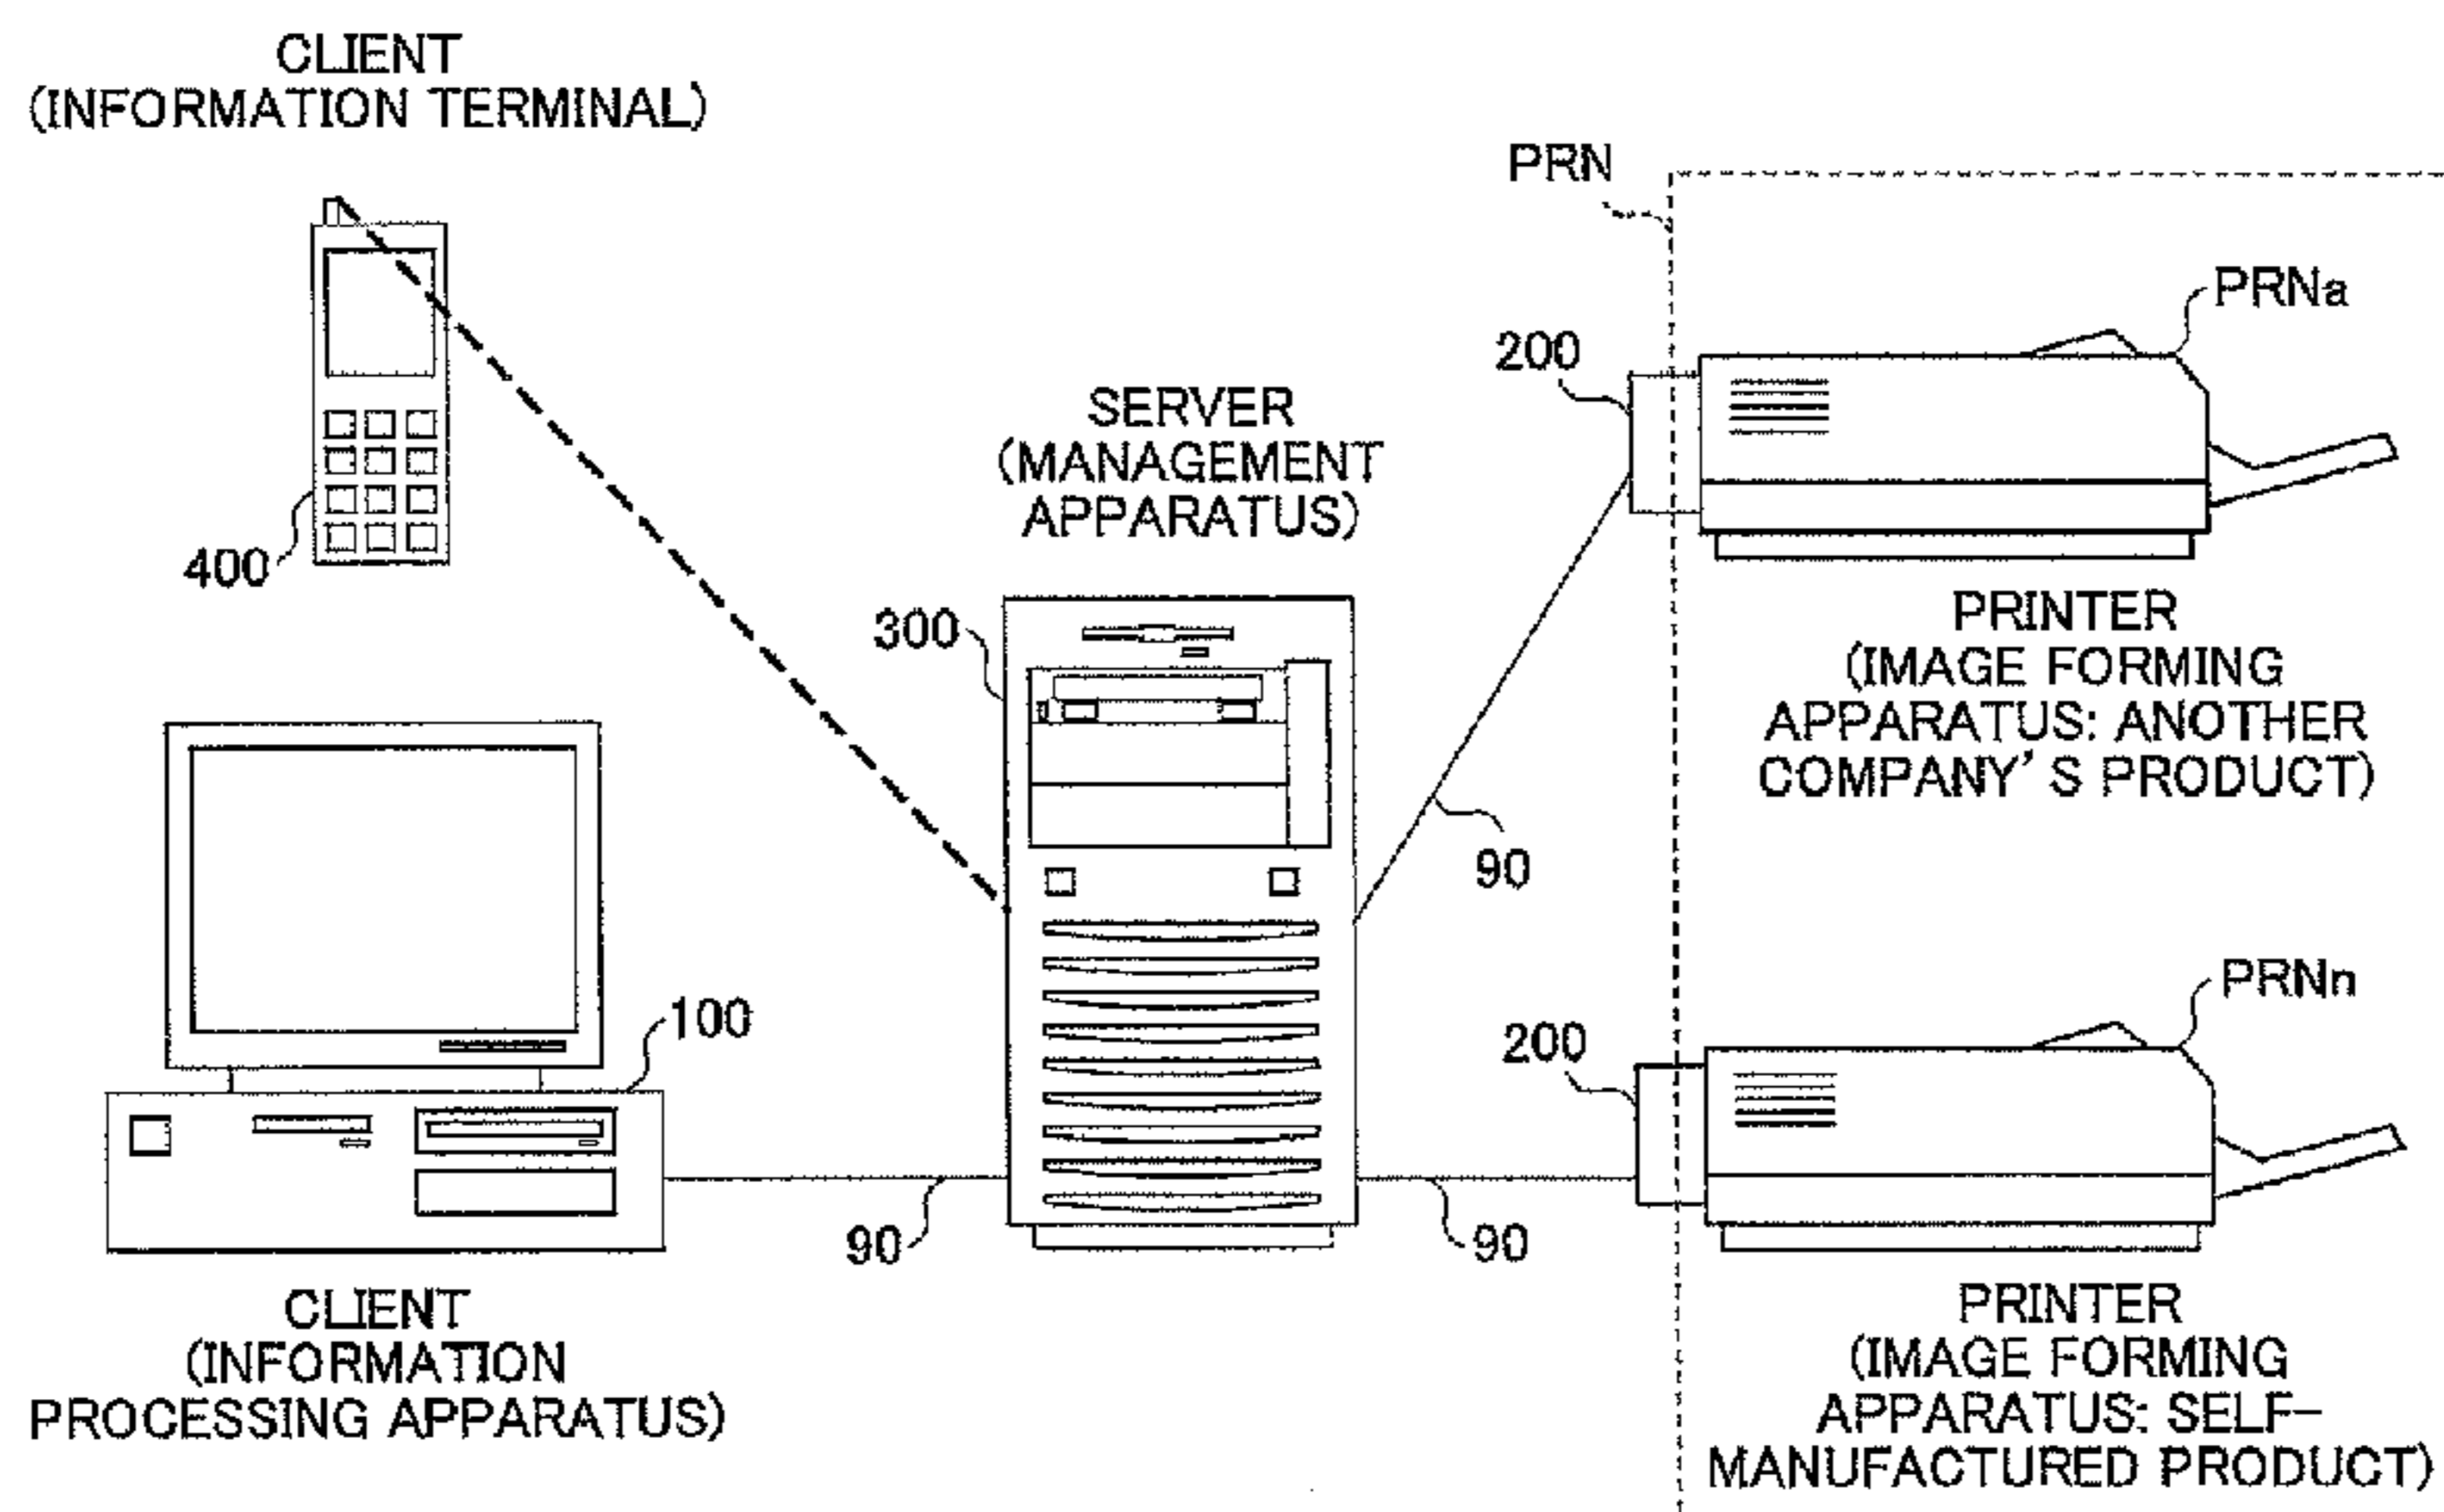 CLIENT
(INFORMATION TERMINAL)
400
SERVER
(MANAGEMENT
APPARATUS)
300
PRN
PRNa
200
PRINTER
(IMAGE FORMING
APPARATUS: ANOTHER
COMPANY'S PRODUCT)
90
100
CLIENT
(INFORMATION
PROCESSING APPARATUS)
90
90
200
PRNn
PRINTER
(IMAGE FORMING
APPARATUS: SELF-
MANUFACTURED PRODUCT)